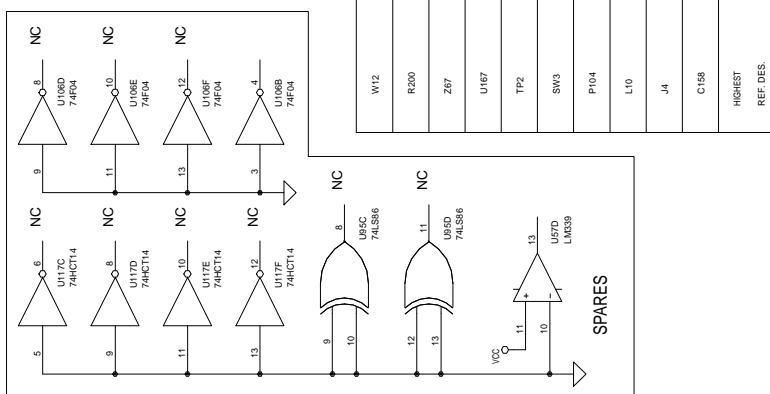 NC
8
9
U106D
74F04
NC
10
11
U106E
74F04
NC
12
13
U106F
74F04
NC
4
3
U106B
74F04
NC
6
5
U117C
74HCT14
NC
8
9
U117D
74HCT14
NC
10
11
U117E
74HCT14
NC
12
13
U117F
74HCT14
NC
8
9
10
U95C
74LS86
NC
11
12
13
U95D
74LS86
13
VCC
11
10
+
-
U57D
LM339
SPARES
W12
R200
Z67
U167
TP2
SW3
P104
L10
J4
C158
HIGHEST
REF. DES.